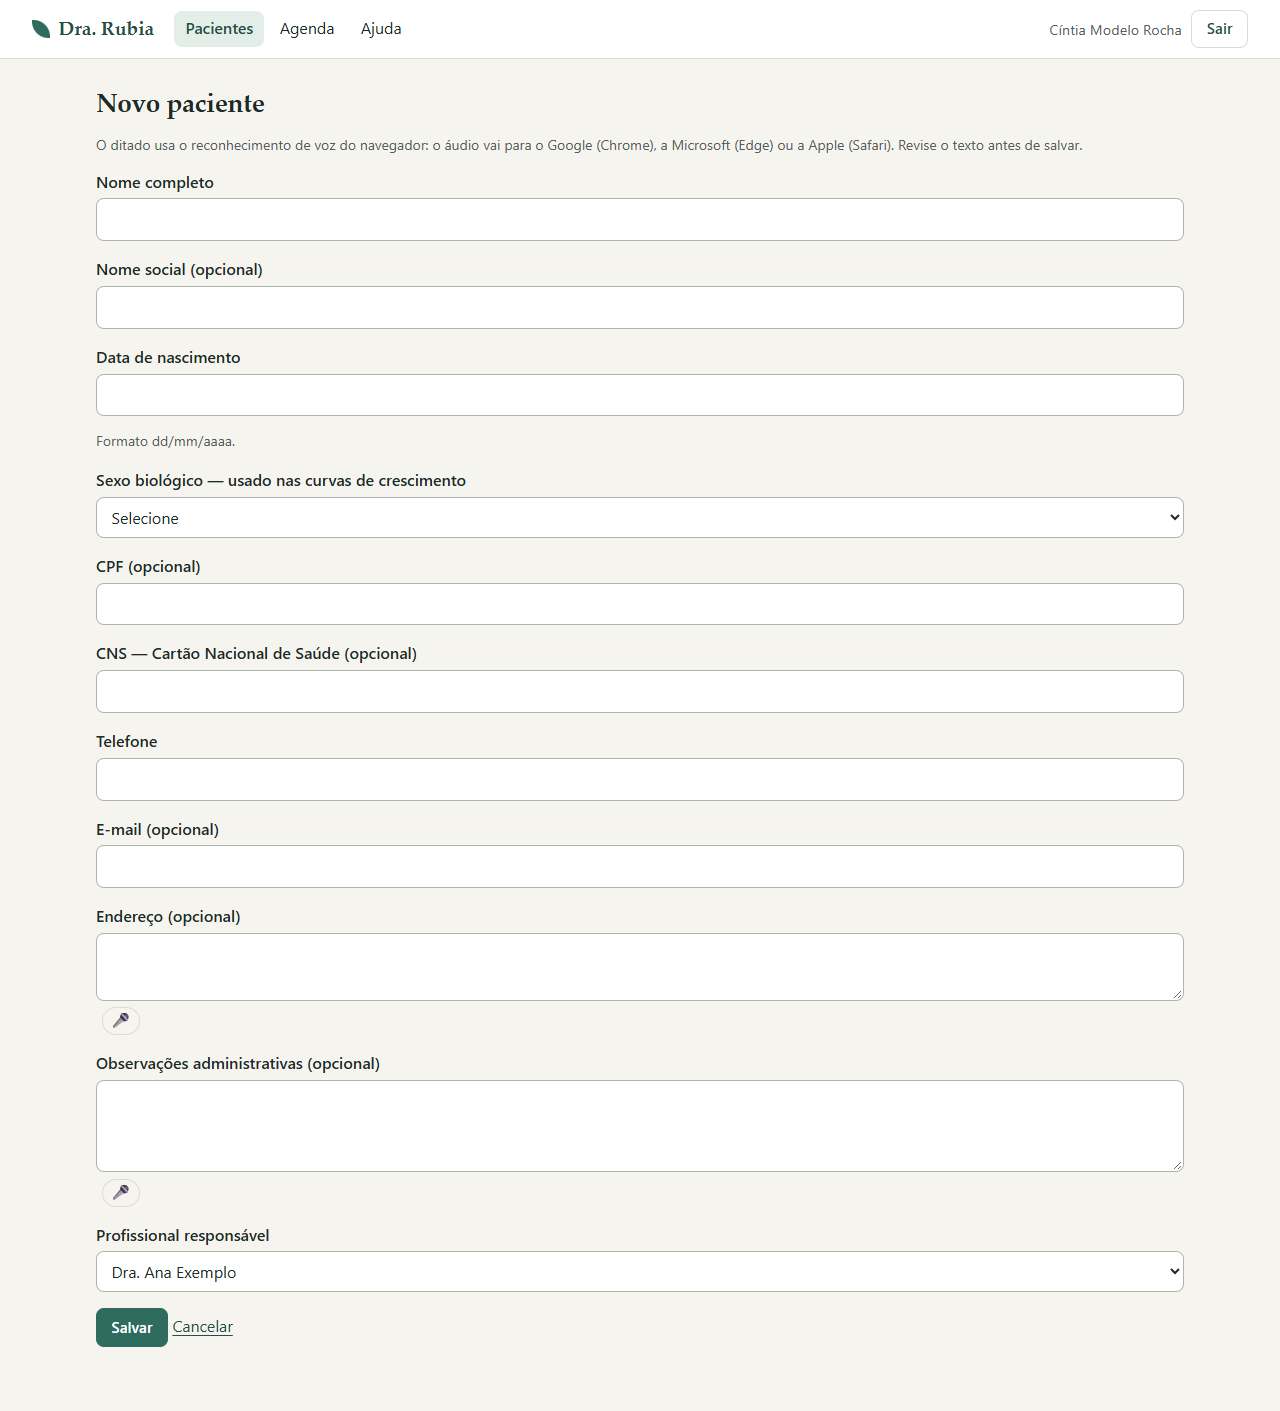 Dra. Rubia
Pacientes
Agenda
Ajuda
Cíntia Modelo Rocha
Sair
Novo paciente
O ditado usa o reconhecimento de voz do navegador: o áudio vai para o Google (Chrome), a Microsoft (Edge) ou a Apple (Safari). Revise o texto antes de salvar.
Nome completo
Nome social (opcional)
Data de nascimento
Formato dd/mm/aaaa.
Sexo biológico — usado nas curvas de crescimento
Selecione
CPF (opcional)
CNS — Cartão Nacional de Saúde (opcional)
Telefone
E-mail (opcional)
Endereço (opcional)
Observações administrativas (opcional)
Profissional responsável
Dra. Ana Exemplo
Salvar
Cancelar